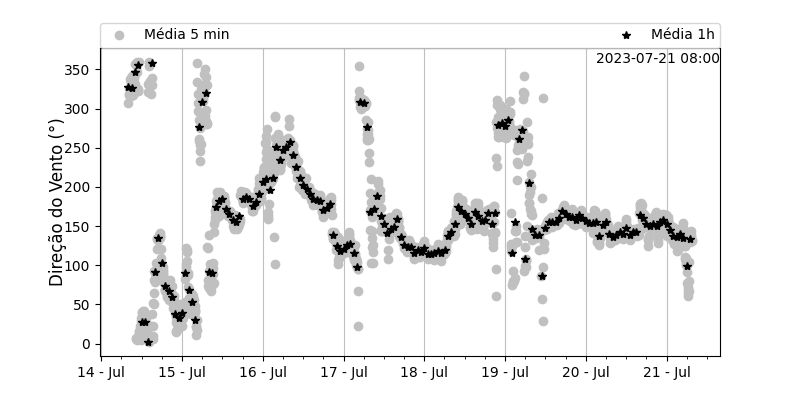 Média 5 min
Média 1h
2023-07-21 08:00
Direção do Vento (°)
350
300
250
200
150
100
50
0
14 - Jul
15 - Jul
16 - Jul
17 - Jul
18 - Jul
19 - Jul
20 - Jul
21 - Jul